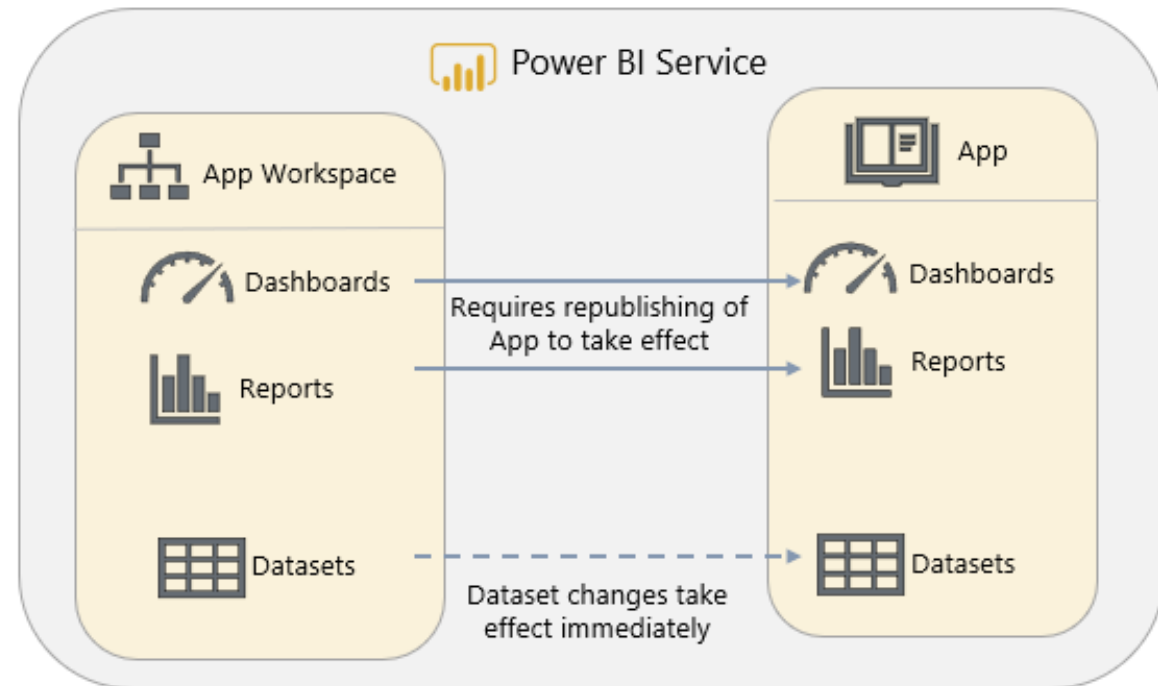 Power BI Service
App Workspace
App
Dashboards
Dashboards
Requires republishing of
App to take effect
Reports
Reports
Datasets
Datasets
Dataset changes take
effect immediately